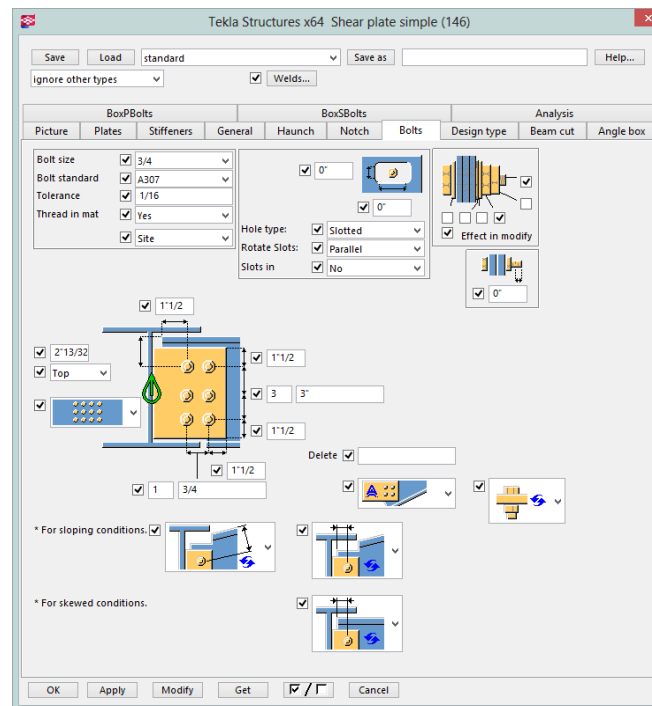 Tekla Structures x64 Shear plate simple (146)
Save Load standard Save as Help...
ignore other types Welds...
BoxPBolts BoxSBolts Analysis
Picture Plates Stiffeners General Haunch Notch Bolts Design type Beam cut Angle box
Bolt size 3/4
Bolt standard A307
Tolerance 1/16
Thread in mat Yes
Site
0"
0"
Hole type: Slotted
Rotate Slots: Parallel
Slots in No
Effect in modify
0"
1"1/2
2"13/32
Top
1"1/2
3 3"
1"1/2
1"1/2
1 3/4
Delete
A
* For sloping conditions.
* For skewed conditions.
OK Apply Modify Get / Cancel